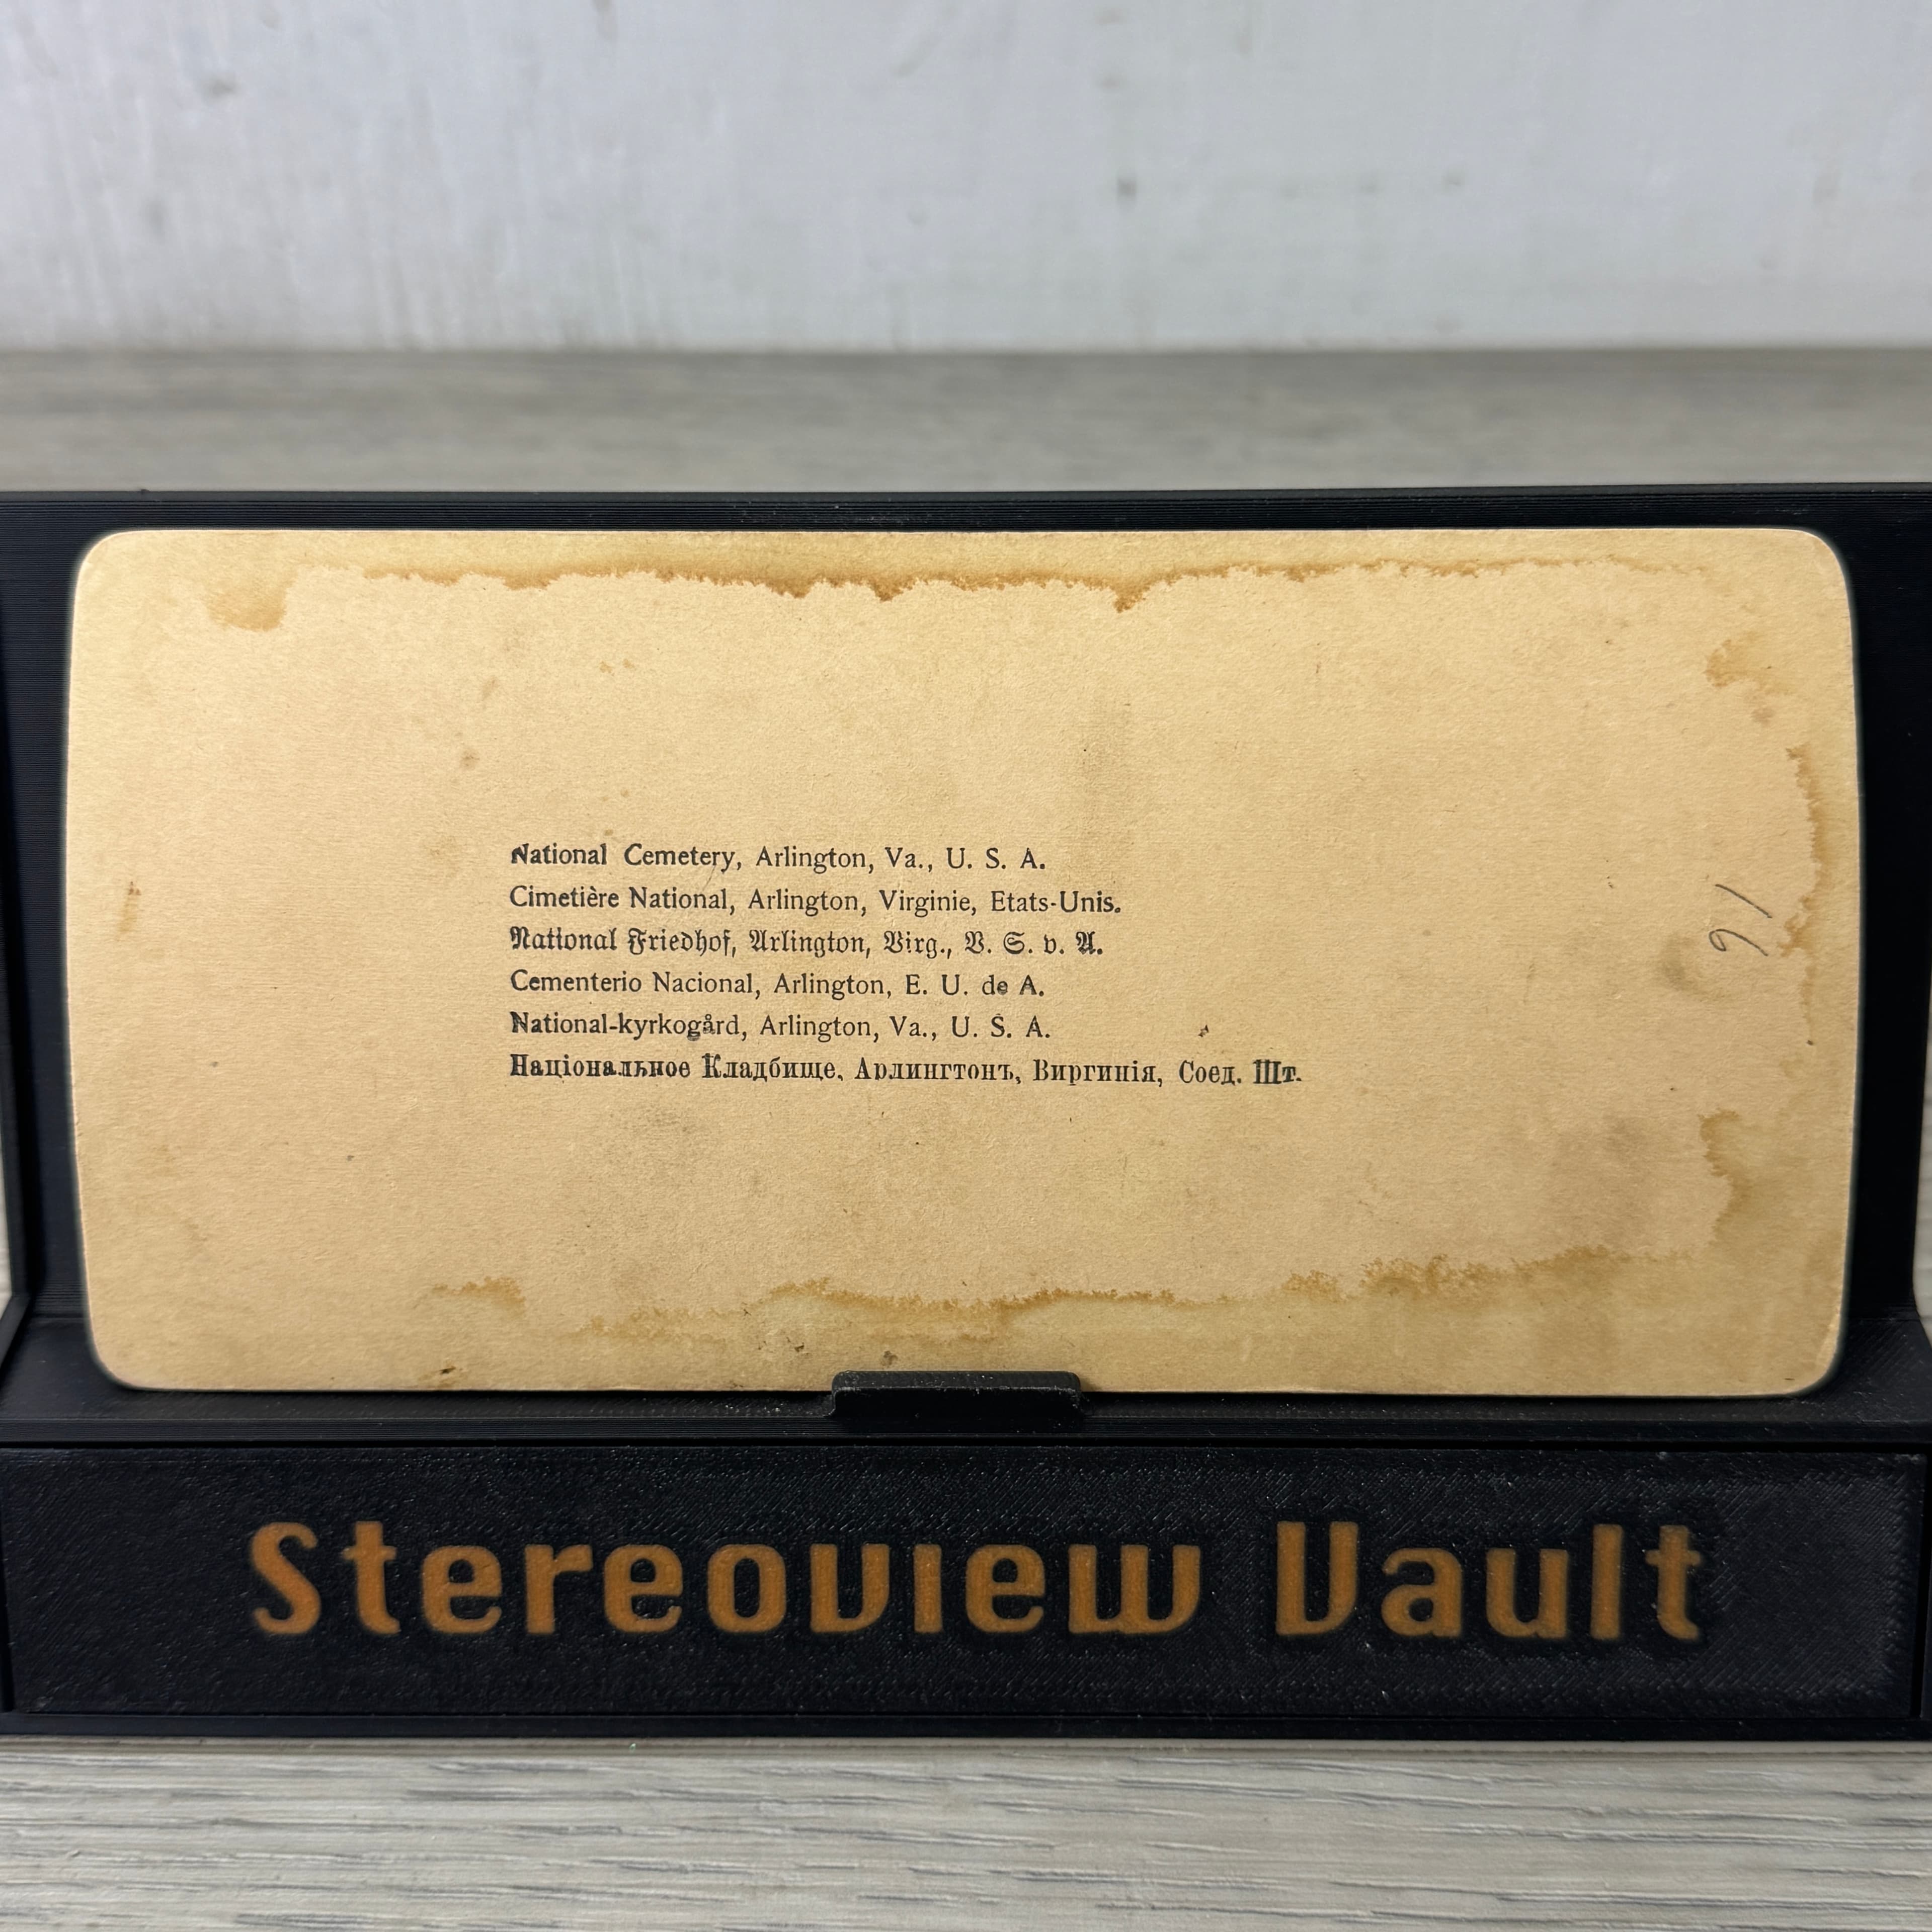 National Cemetery, Arlington, Va., U. S. A.
Cimetière National, Arlington, Virginie, Etats-Unis.
National Friedhof, Arlington, Virg., V. S. v. A.
Cementerio Nacional, Arlington, E. U. de A.
National-kyrkogård, Arlington, Va., U. S. A.
Національное Кладбище, Арлингтонъ, Виргинія, Соед. Шт.
Stereoview Vault